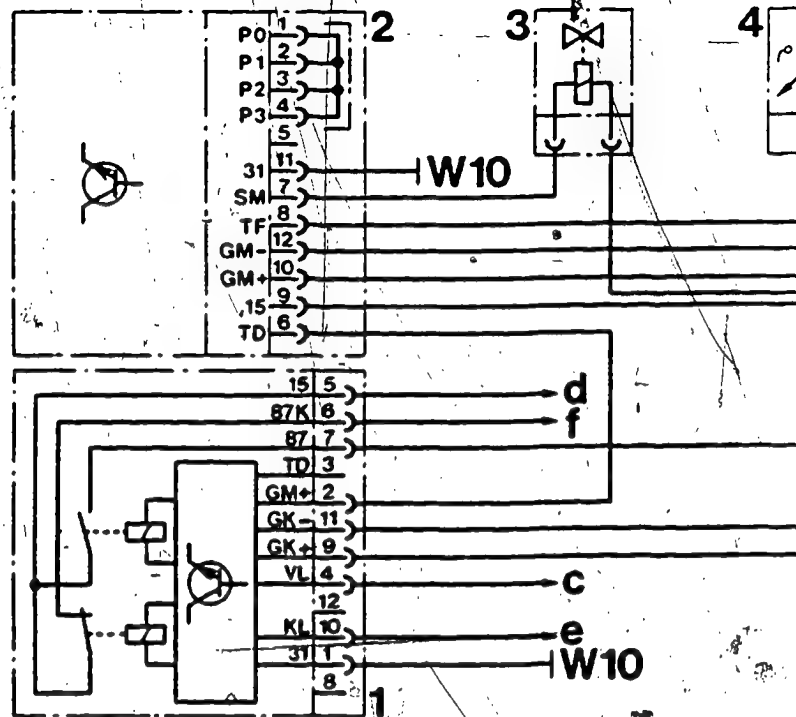 1 2 3 4
P0
2
P1
3
P2
4
P3
5
11
31 W10
7
SM
8
TF
12
GM-
10
GM+
9
15
6
TD
15 5 d
87K 6 f
87 7
TD 3
GM+ 2
GK- 11
GK+ 9
VL 4 c
12
KL 10 e
31 1 W10
8
1